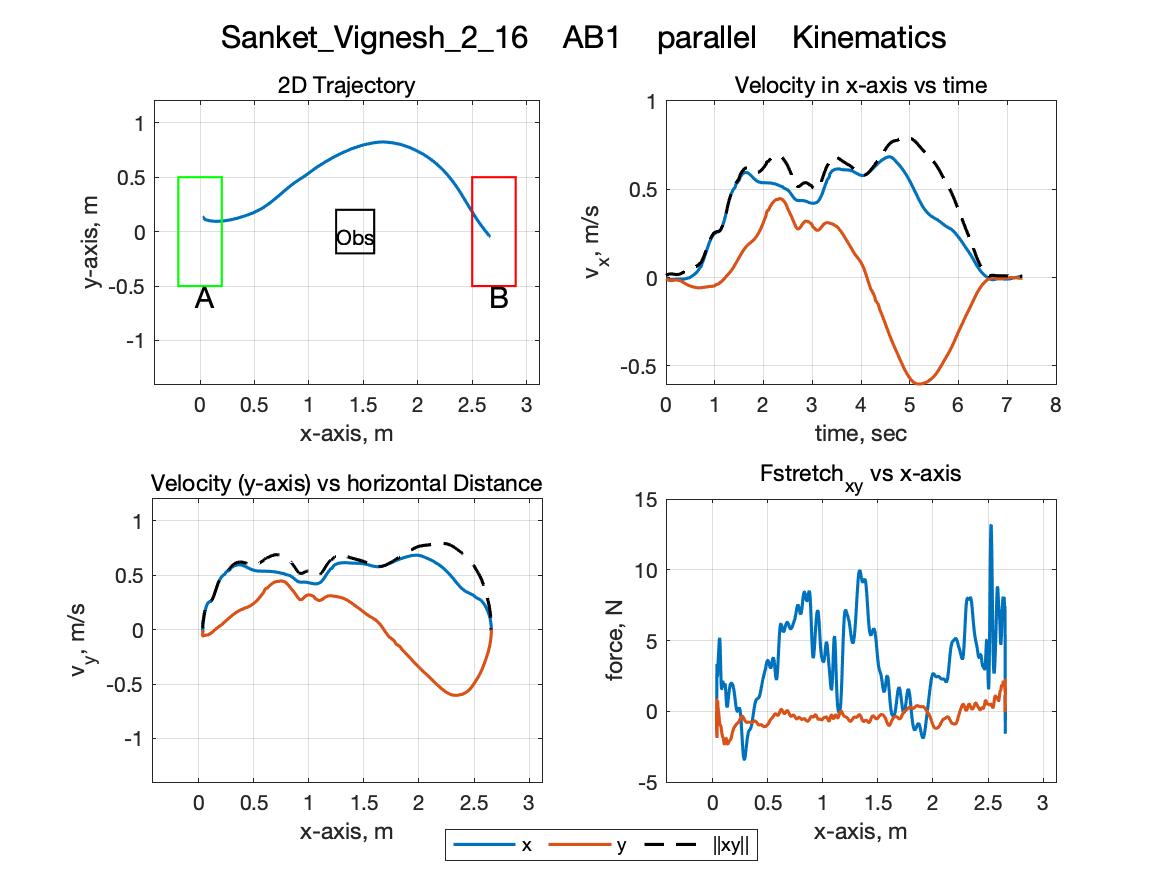 Sanket_Vignesh_2_16 AB1 parallel Kinematics
2D Trajectory
1
0.5
0
-0.5
-1
y-axis, m
Obs
A
B
0 0.5 1 1.5 2 2.5 3
x-axis, m
Velocity in x-axis vs time
1
0.5
0
-0.5
v_x, m/s
0 1 2 3 4 5 6 7 8
time, sec
Velocity (y-axis) vs horizontal Distance
1
0.5
0
-0.5
-1
v_y, m/s
0 0.5 1 1.5 2 2.5 3
x-axis, m
Fstretch_xy vs x-axis
15
10
5
0
-5
force, N
0 0.5 1 1.5 2 2.5 3
x-axis, m
x y ||xy||